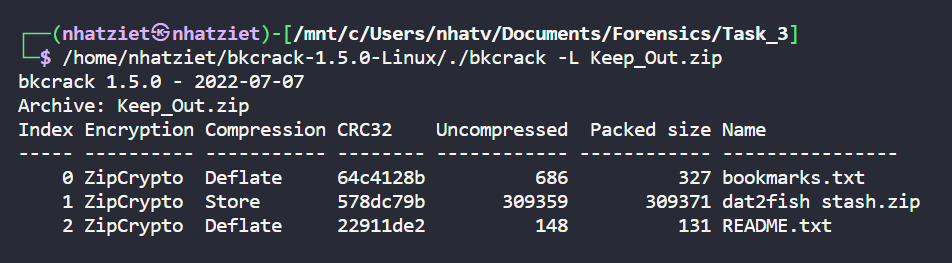 ┌──(nhatziet㉿nhatziet)-[/mnt/c/Users/nhatv/Documents/Forensics/Task_3]
└─$ /home/nhatziet/bkcrack-1.5.0-Linux/./bkcrack -L Keep_Out.zip
bkcrack 1.5.0 - 2022-07-07
Archive: Keep_Out.zip
Index Encryption Compression CRC32    Uncompressed  Packed size Name
----- ---------- ----------- -------- ------------ ------------ ----------------
    0 ZipCrypto  Deflate     64c4128b          686          327 bookmarks.txt
    1 ZipCrypto  Store       578dc79b       309359       309371 dat2fish stash.zip
    2 ZipCrypto  Deflate     22911de2          148          131 README.txt